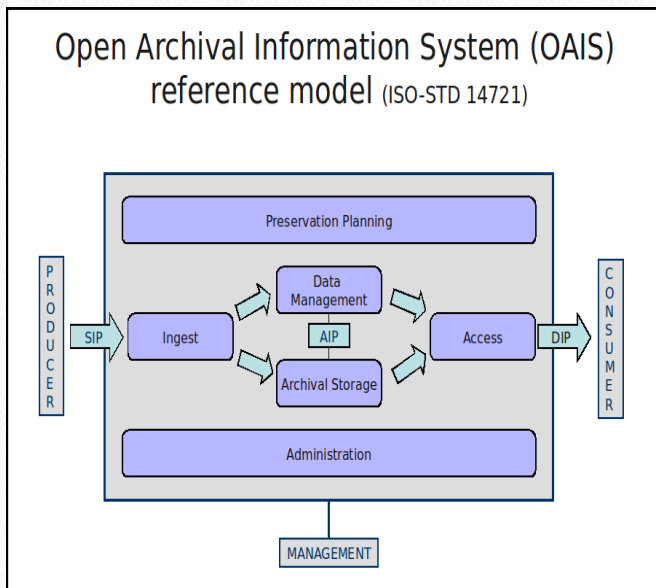 Open Archival Information System (OAIS)
reference model (ISO-STD 14721)
Preservation Planning
PRODUCER
SIP
Ingest
Data
Management
AIP
Archival Storage
Access
DIP
CONSUMER
Administration
MANAGEMENT